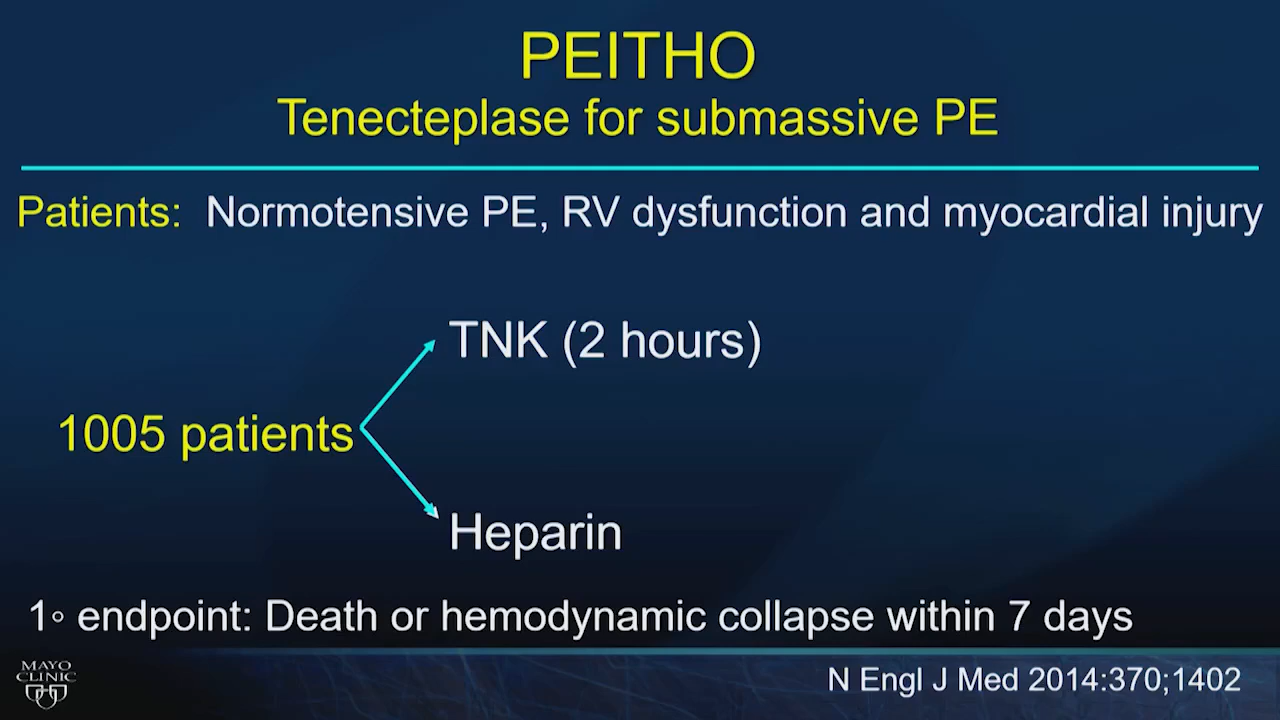 PEITHO
Tenecteplase for submassive PE
Patients: Normotensive PE, RV dysfunction and myocardial injury
TNK (2 hours)
1005 patients
Heparin
1◦ endpoint: Death or hemodynamic collapse within 7 days
MAYO
CLINIC
N Engl J Med 2014:370;1402